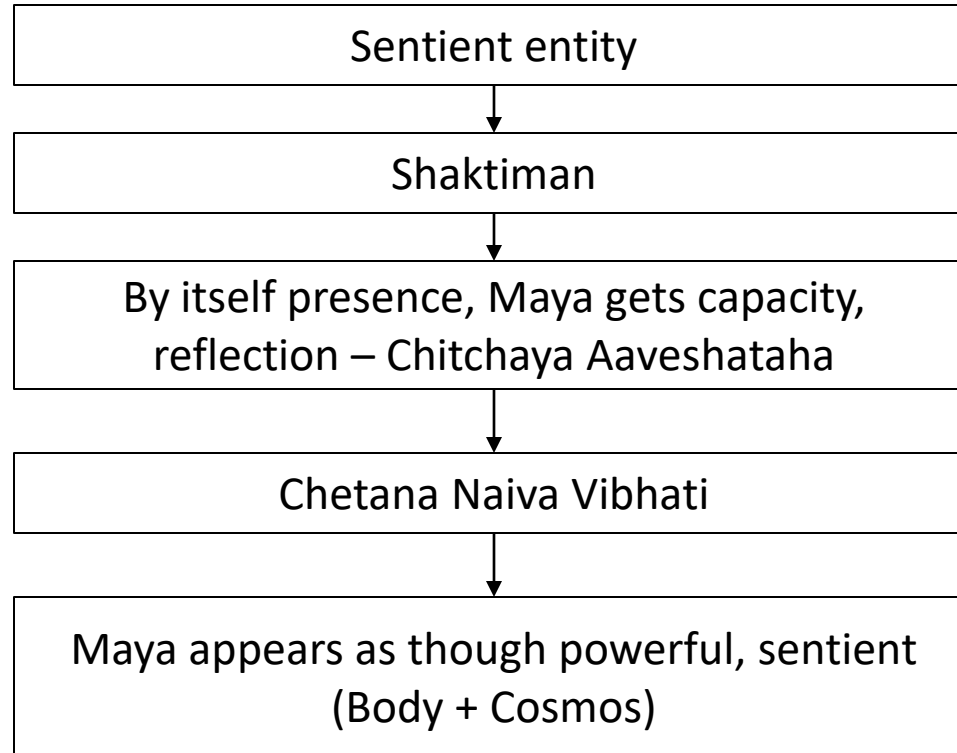 Sentient entity
Shaktiman
By itself presence, Maya gets capacity,
reflection – Chitchaya Aaveshataha
Chetana Naiva Vibhati
Maya appears as though powerful, sentient
(Body + Cosmos)